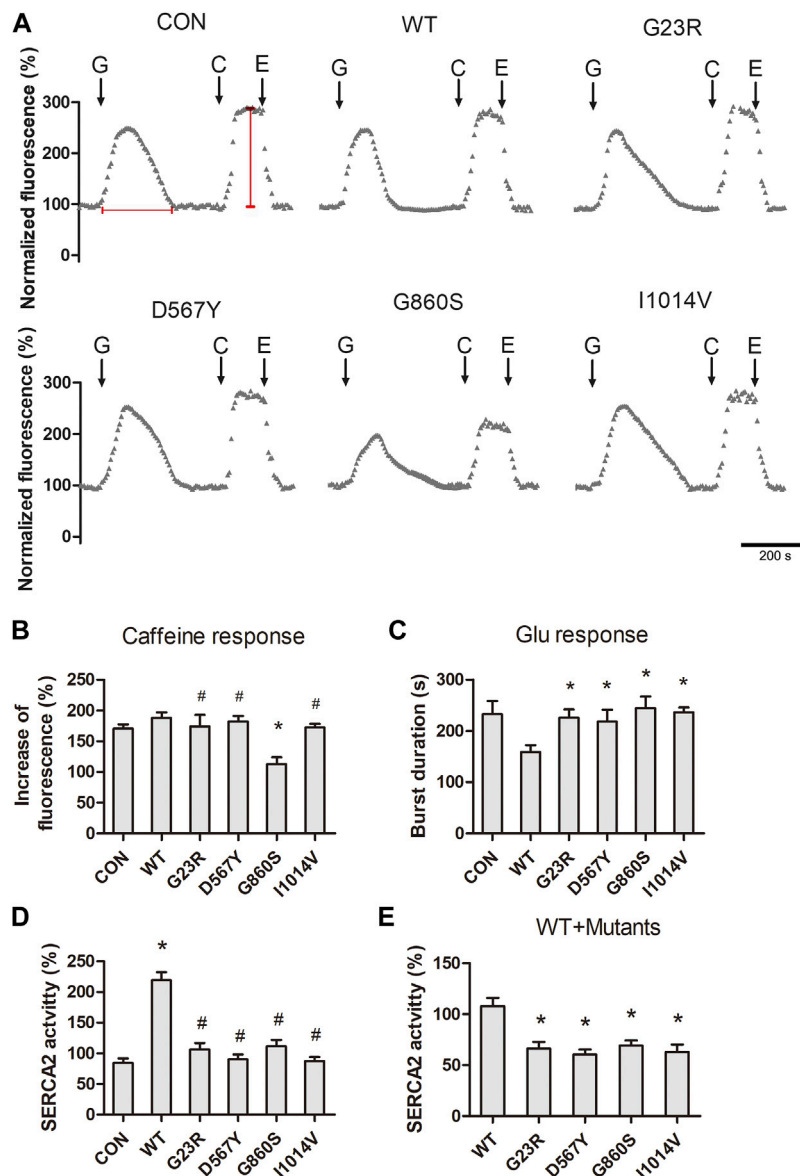 A
CON WT G23R
G C E G C E G C E
Normalized fluorescence (%)
300
200
100
0
D567Y G860S I1014V
G C E G C E G C E
Normalized fluorescence (%)
300
200
100
0
200 s
B
Caffeine response
Increase of
fluorescence (%)
250
200
150
100
50
0
# # * #
CON WT G23R D567Y G860S I1014V
C
Glu response
Burst duration (s)
300
200
100
0
* * * *
CON WT G23R D567Y G860S I1014V
D
SERCA2 actvitty (%)
250
200
150
100
50
0
* # # # #
CON WT G23R D567Y G860S I1014V
E
WT+Mutants
SERCA2 actvitty (%)
150
100
50
0
* * * *
WT G23R D567Y G860S I1014V